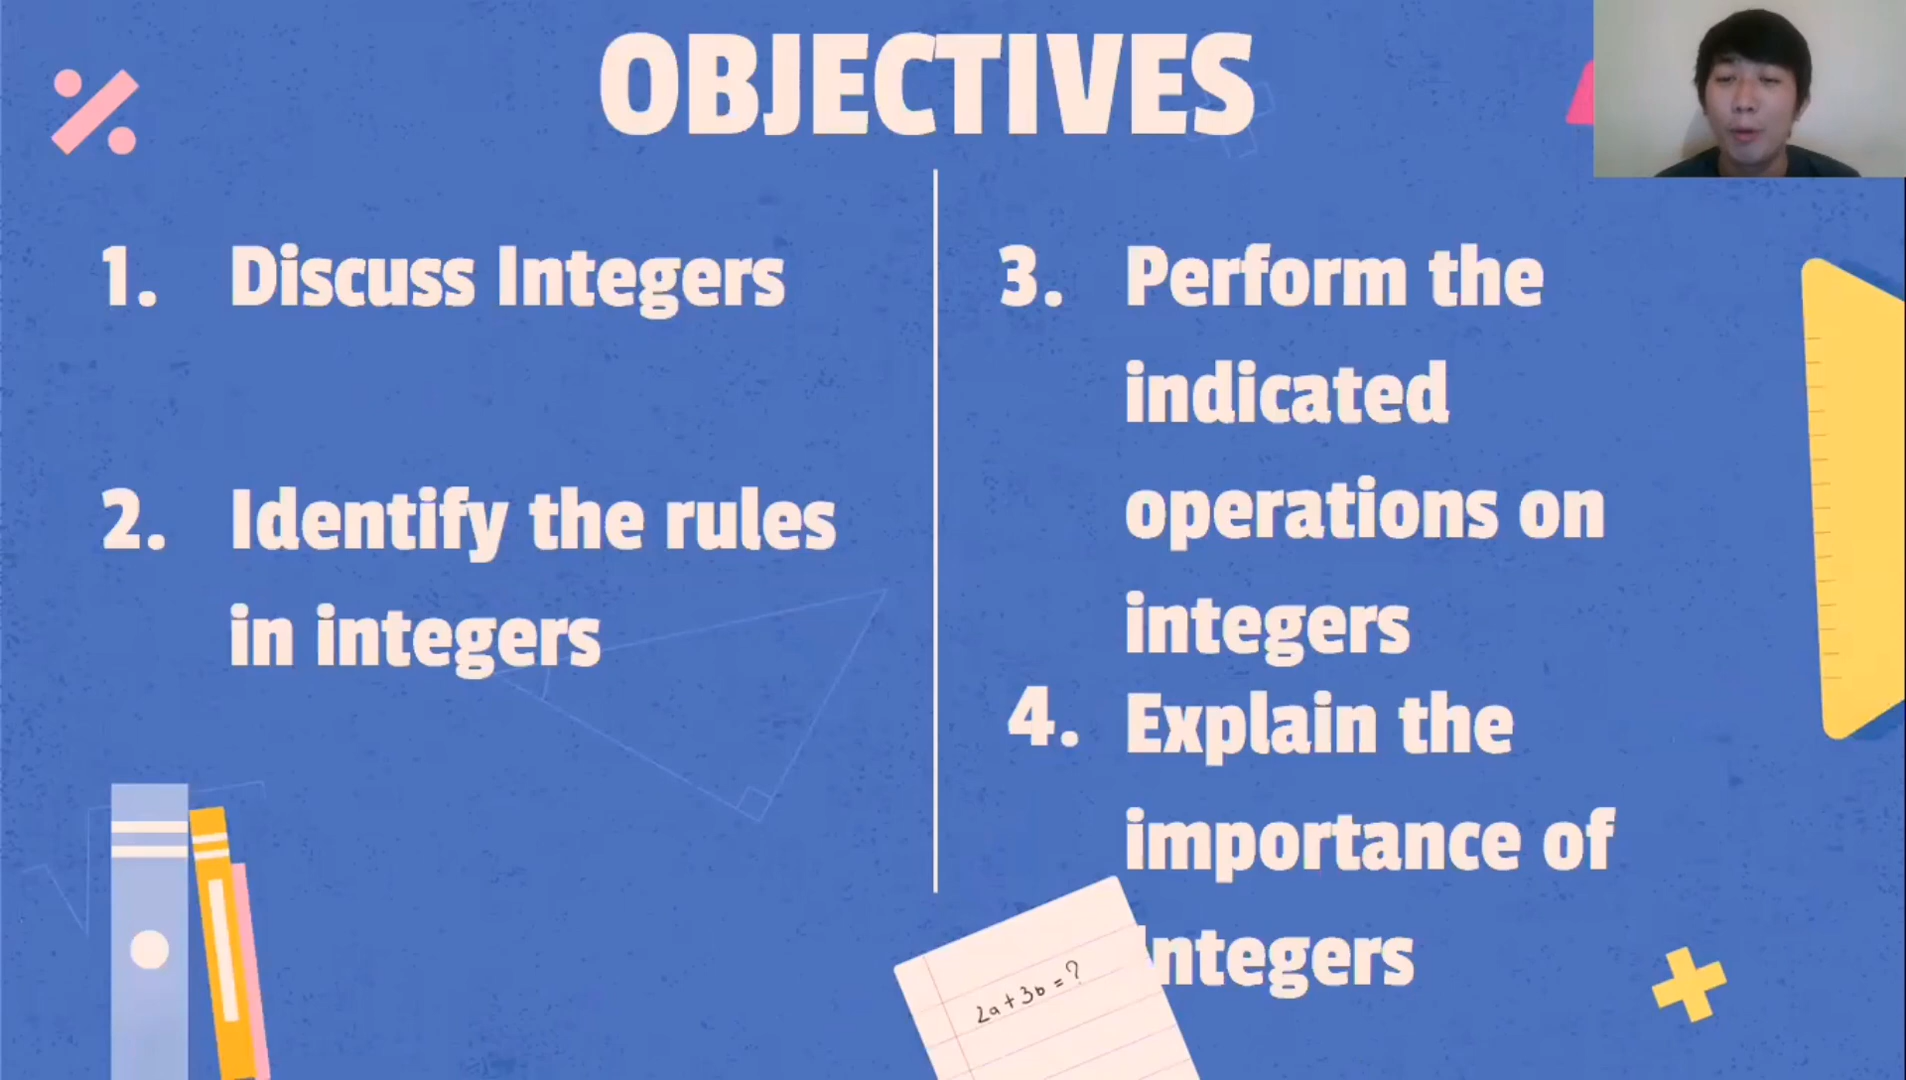 OBJECTIVES
1. Discuss Integers
2. Identify the rules
in integers
3. Perform the
indicated
operations on
integers
4. Explain the
importance of
Integers
2a+3b=?